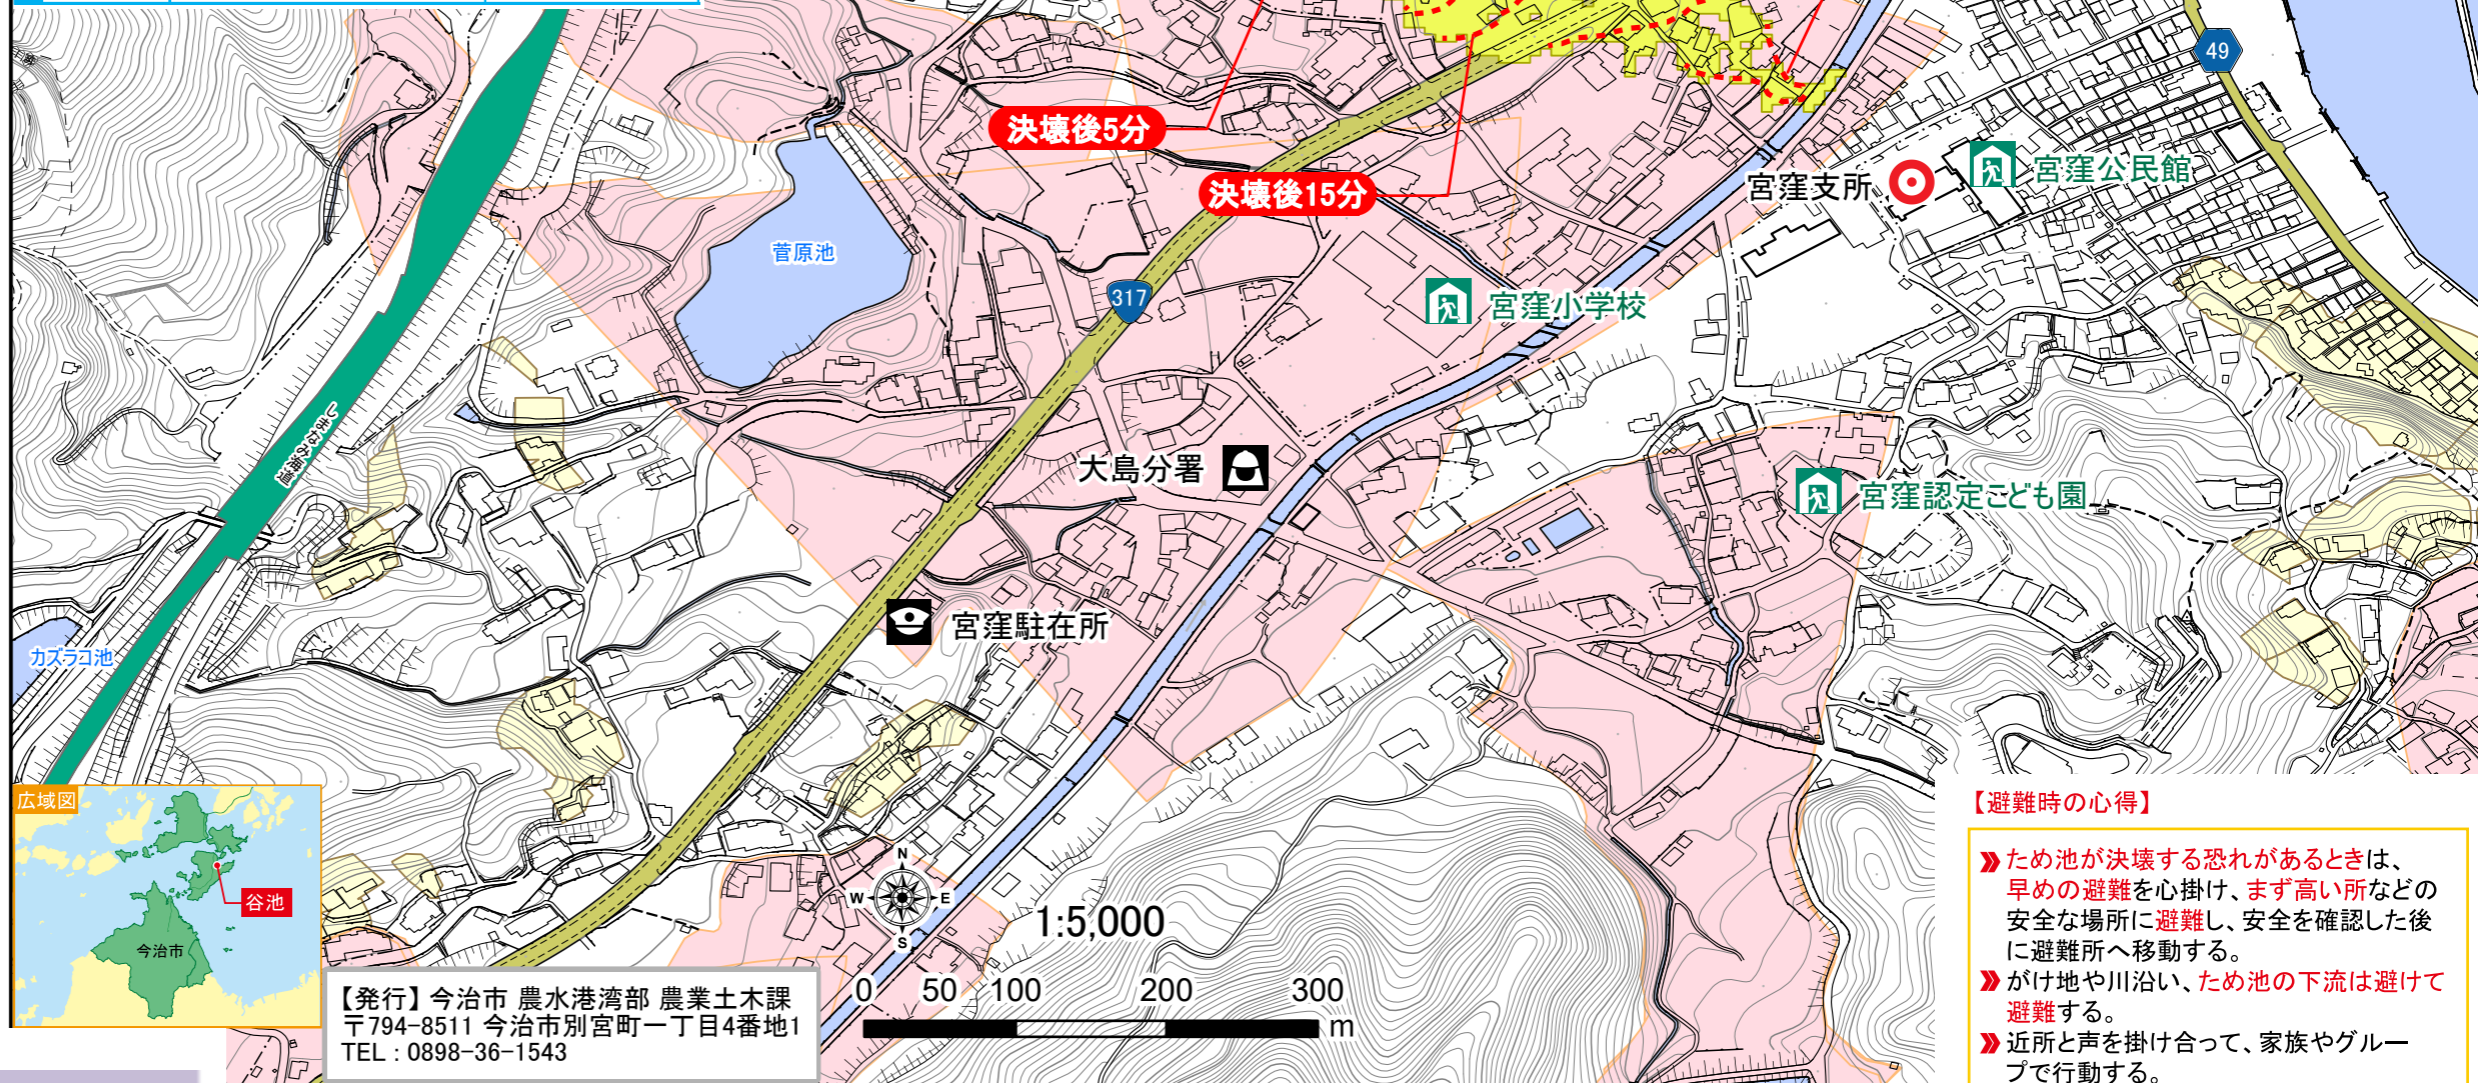 49
決壊後5分
決壊後15分
宮窪支所
宮窪公民館
菅原池
317
宮窪小学校
しまなみ海道
大島分署
宮窪認定こども園
宮窪駐在所
カズラコ池
広域図
谷池
今治市
N
W
E
S
1:5,000
0 50 100 200 300
m
【発行】今治市 農水港湾部 農業土木課
〒794-8511 今治市別宮町一丁目4番地1
TEL : 0898-36-1543
【避難時の心得】
ため池が決壊する恐れがあるときは、
早めの避難を心掛け、まず高い所などの
安全な場所に避難し、安全を確認した後
に避難所へ移動する。
がけ地や川沿い、ため池の下流は避けて
避難する。
近所と声を掛け合って、家族やグルー
プで行動する。